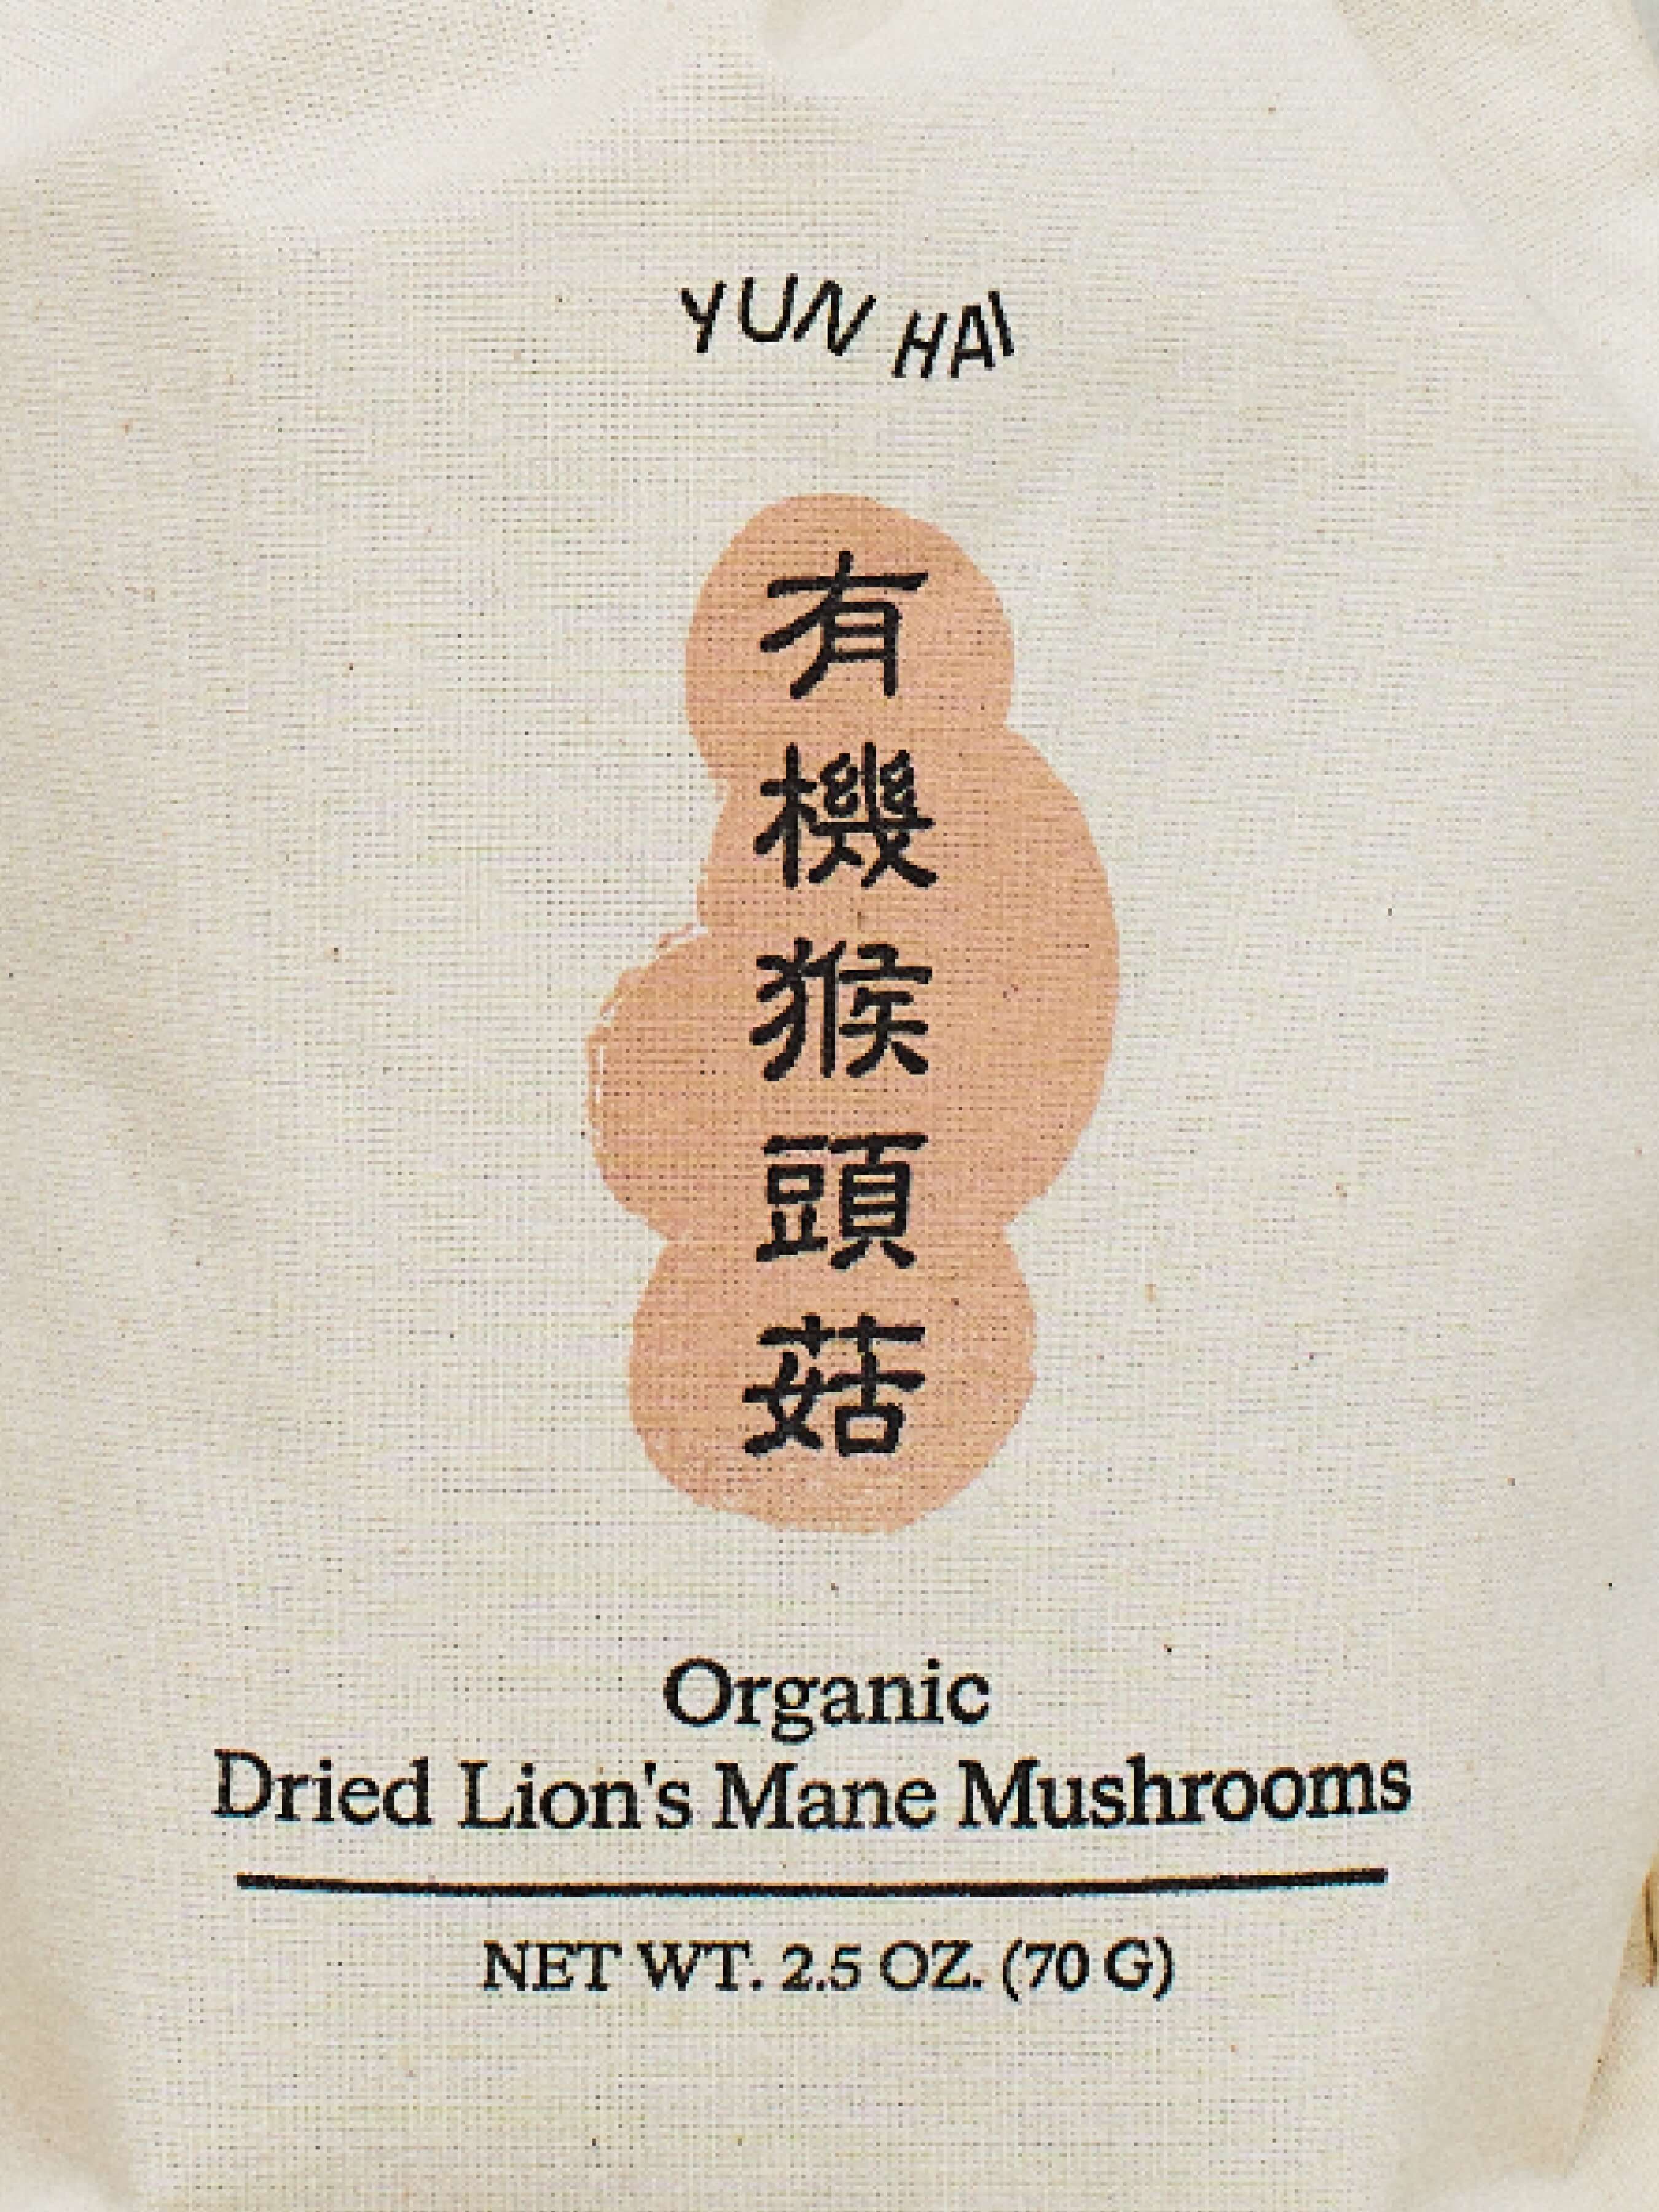 YUN HAI
有機猴頭菇
Organic
Dried Lion's Mane Mushrooms
NET WT. 2.5 OZ. (70 G)